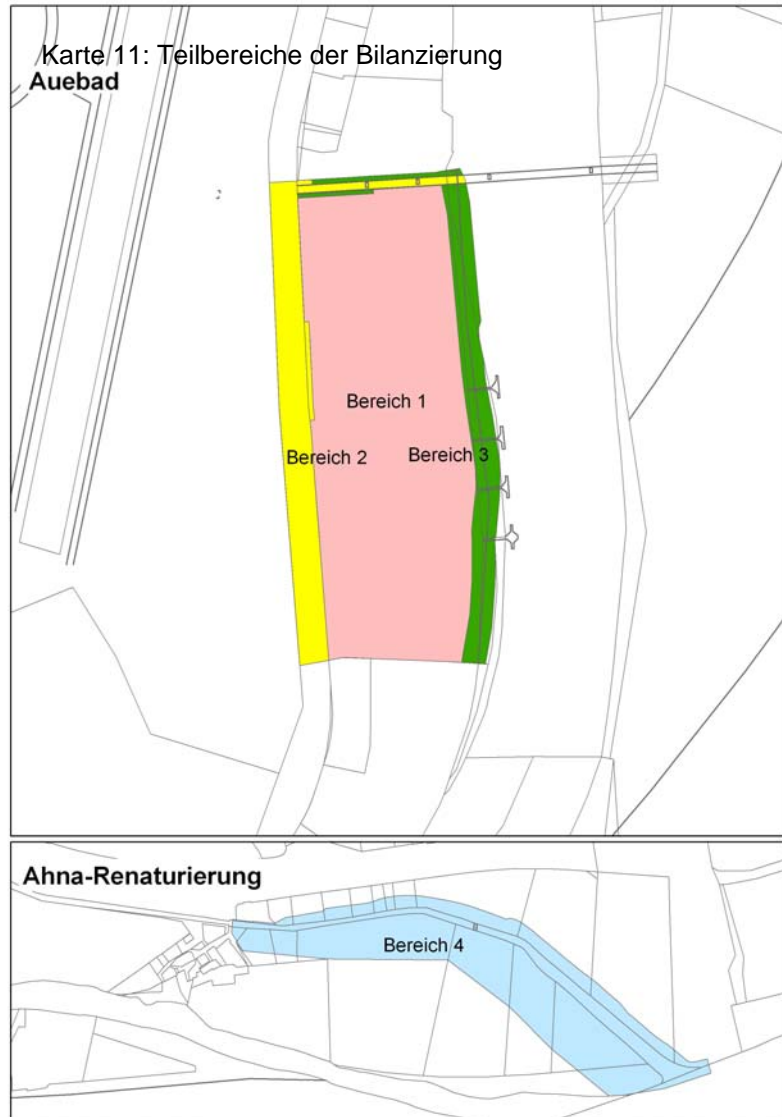 Karte 11: Teilbereiche der Bilanzierung
Auebad
Bereich 1
Bereich 2
Bereich 3
Ahna-Renaturierung
Bereich 4